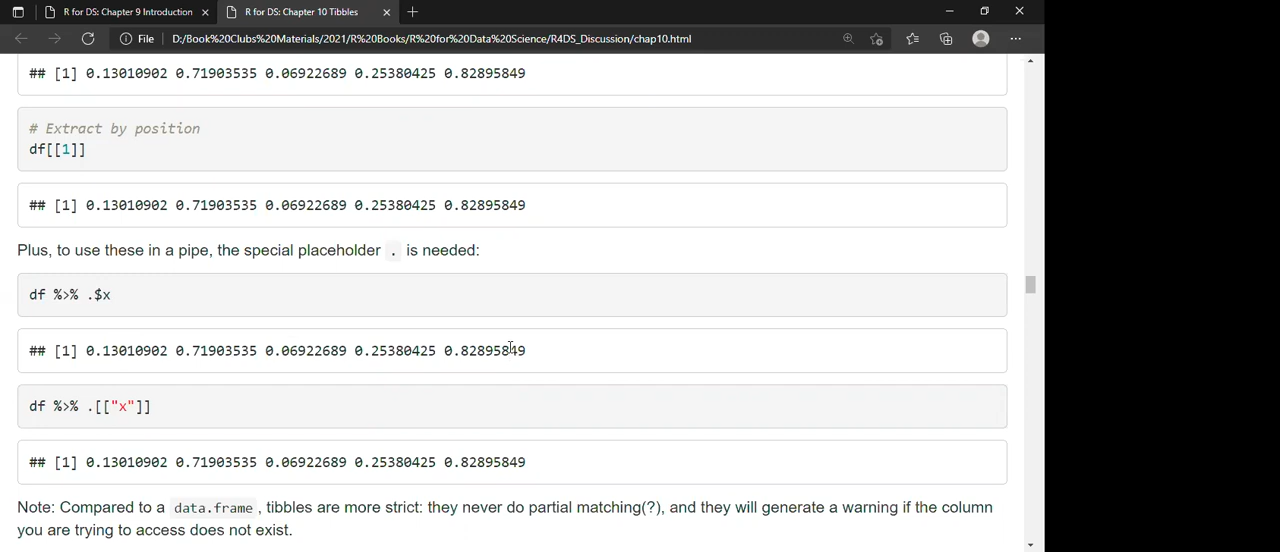 R for DS: Chapter 9 Introduction
R for DS: Chapter 10 Tibbles
File D:/Book%20Clubs%20Materials/2021/R%20Books/R%20for%20Data%20Science/R4DS_Discussion/chap10.html
## [1] 0.13010902 0.71903535 0.06922689 0.25380425 0.82895849
# Extract by position
df[[1]]
## [1] 0.13010902 0.71903535 0.06922689 0.25380425 0.82895849
Plus, to use these in a pipe, the special placeholder . is needed:
df %>% .$x
## [1] 0.13010902 0.71903535 0.06922689 0.25380425 0.82895849
df %>% .[["x"]]
## [1] 0.13010902 0.71903535 0.06922689 0.25380425 0.82895849
Note: Compared to a data.frame, tibbles are more strict: they never do partial matching(?), and they will generate a warning if the column
you are trying to access does not exist.